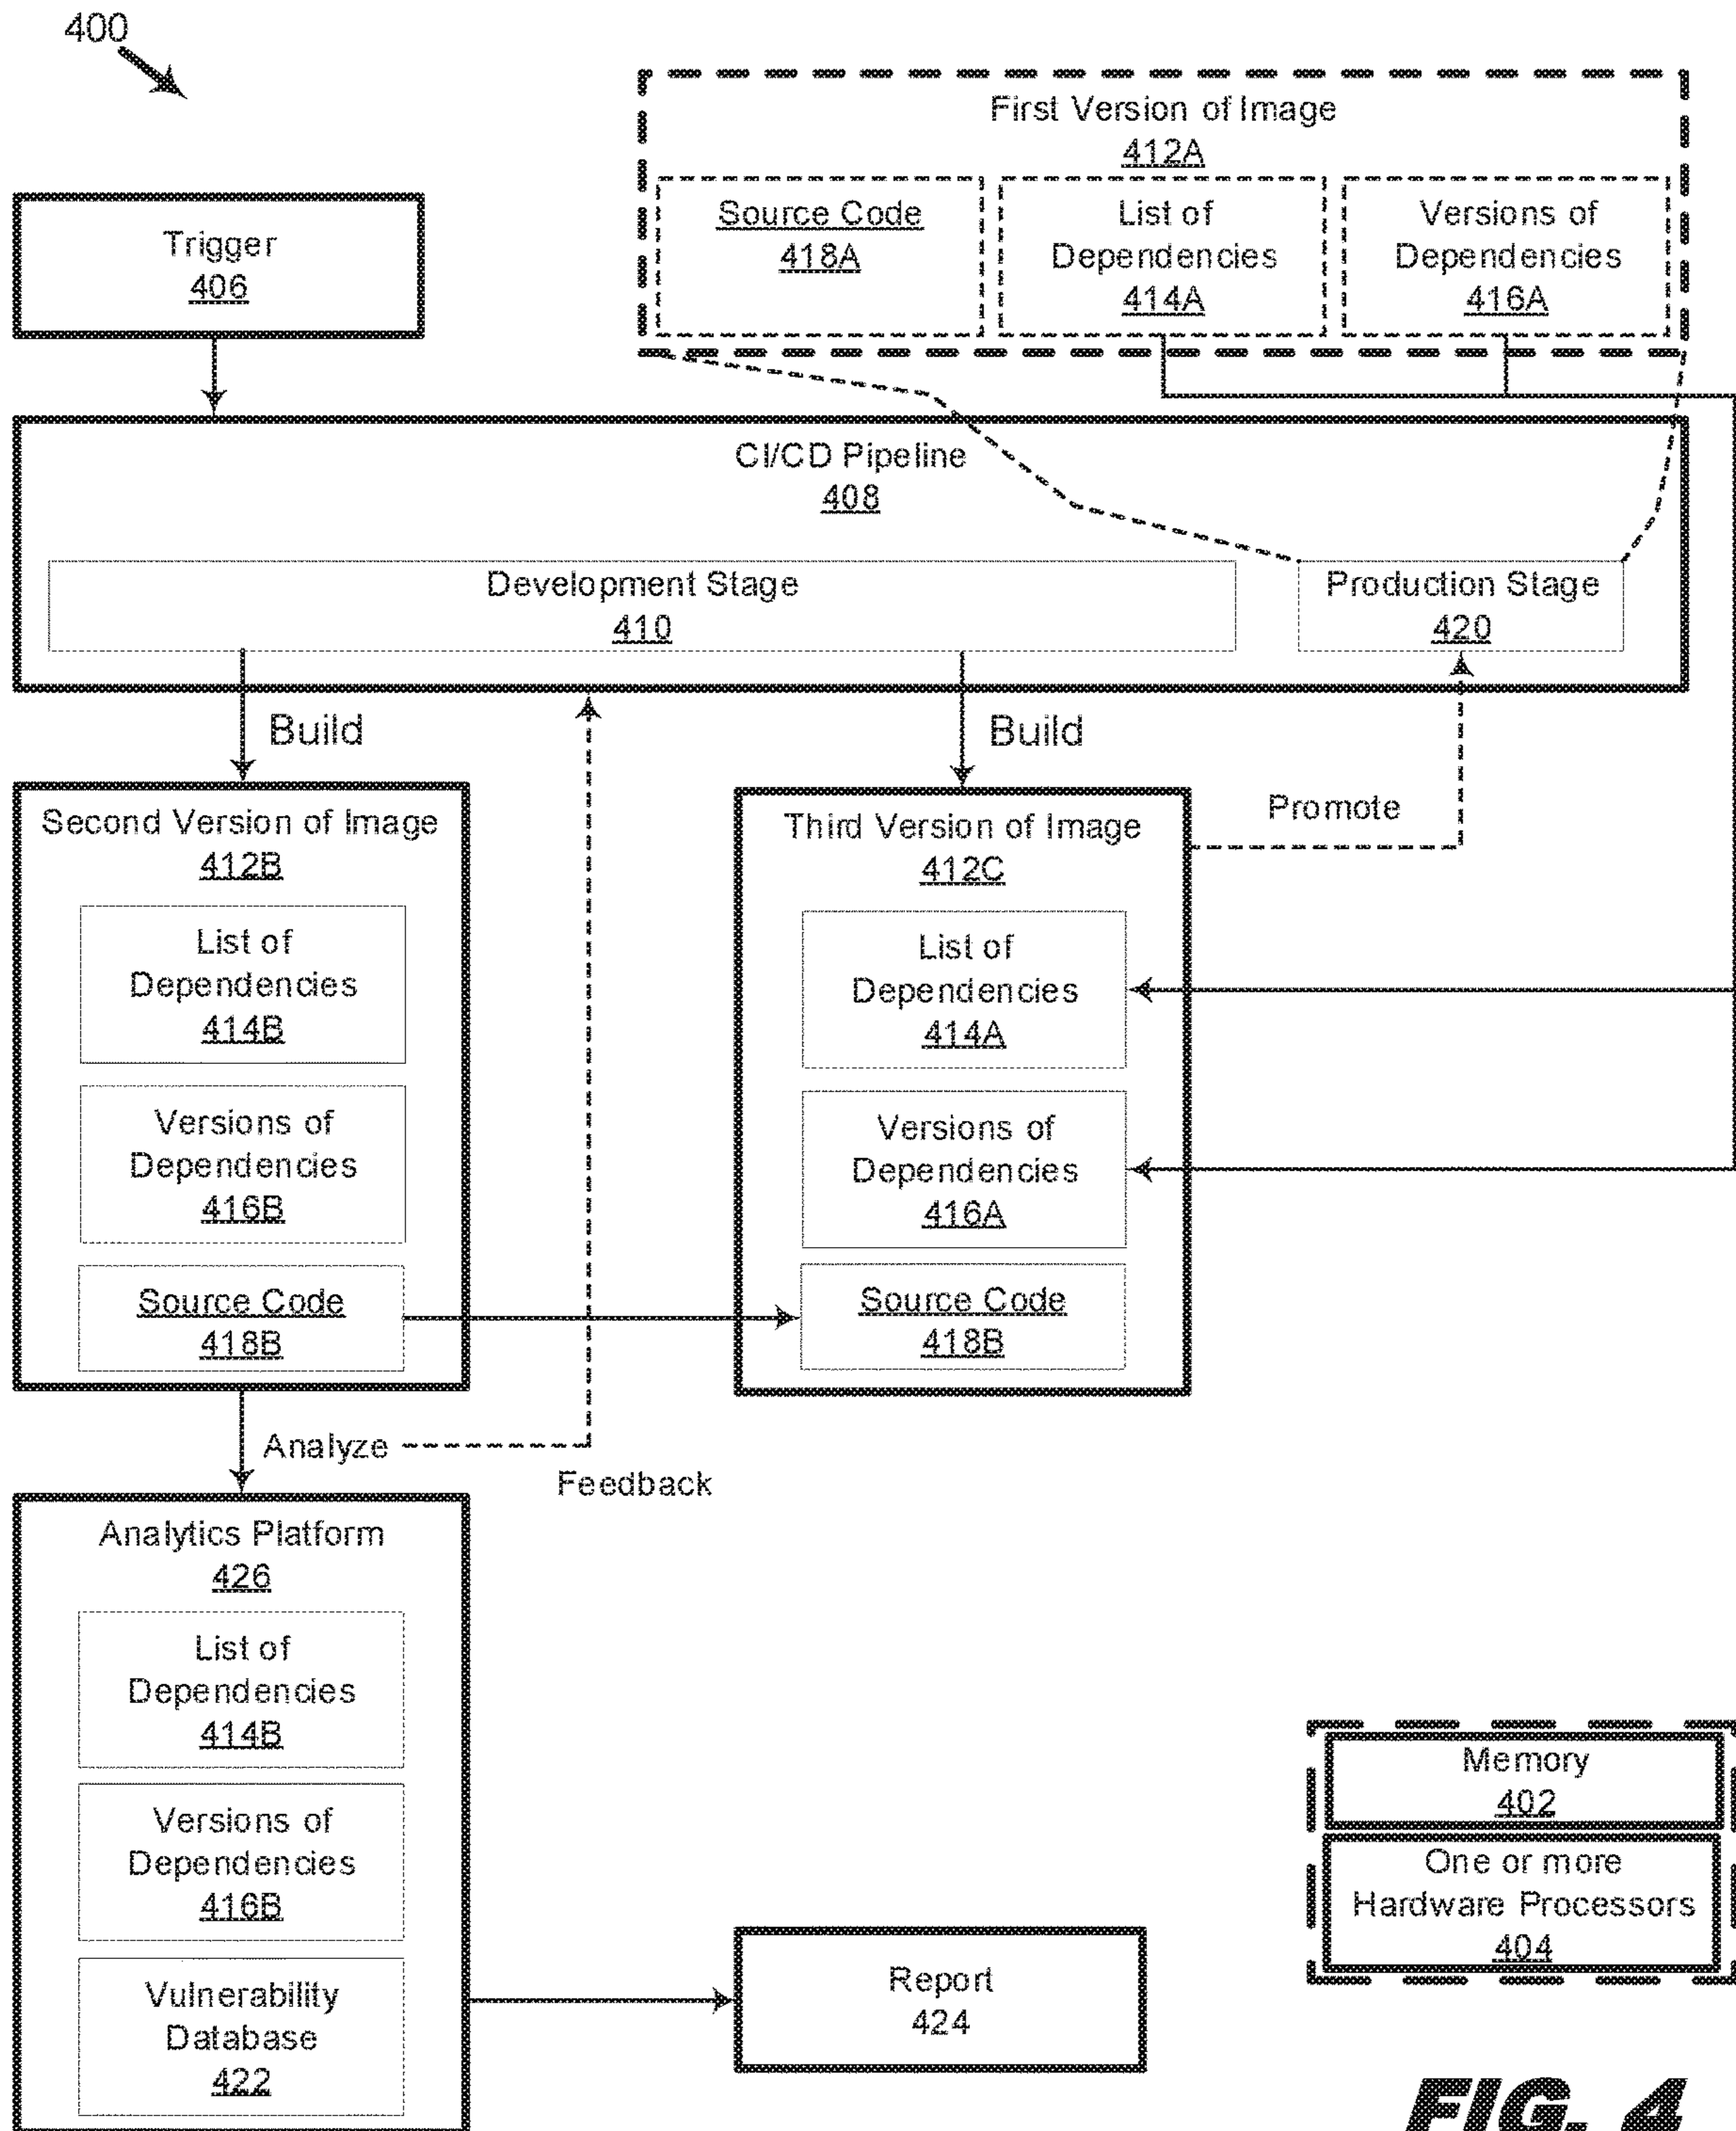 400
First Version of Image
412A
Source Code
418A
List of
Dependencies
414A
Versions of
Dependencies
416A
Trigger
406
CI/CD Pipeline
408
Development Stage
410
Production Stage
420
Build
Build
Second Version of Image
412B
List of
Dependencies
414B
Versions of
Dependencies
416B
Source Code
418B
Third Version of Image
412C
List of
Dependencies
414A
Versions of
Dependencies
416A
Source Code
418B
Promote
Analyze
Feedback
Analytics Platform
426
List of
Dependencies
414B
Versions of
Dependencies
416B
Vulnerability
Database
422
Report
424
Memory
402
One or more
Hardware Processors
404
FIG. 4